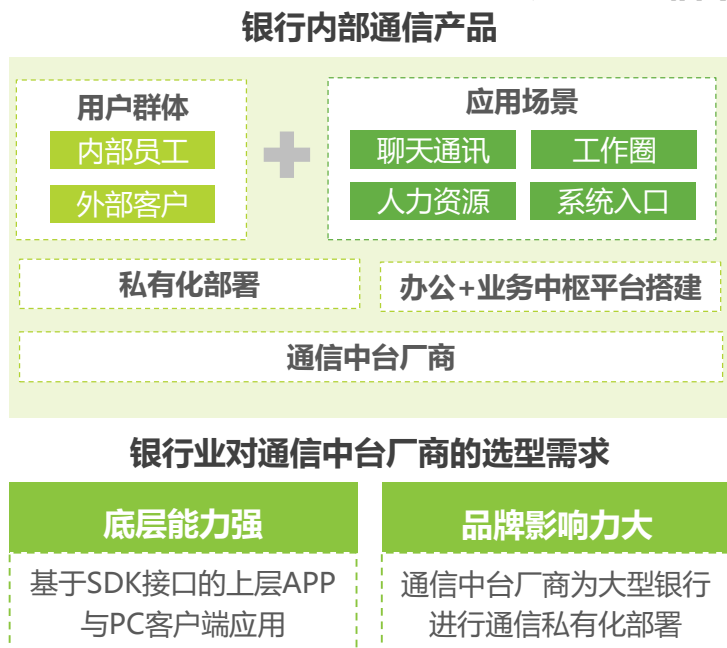 银行内部通信产品
用户群体
内部员工
外部客户
应用场景
聊天通讯
工作圈
人力资源
系统入口
私有化部署
办公+业务中枢平台搭建
通信中台厂商
银行业对通信中台厂商的选型需求
底层能力强
基于SDK接口的上层APP
与PC客户端应用
品牌影响力大
通信中台厂商为大型银行
进行通信私有化部署